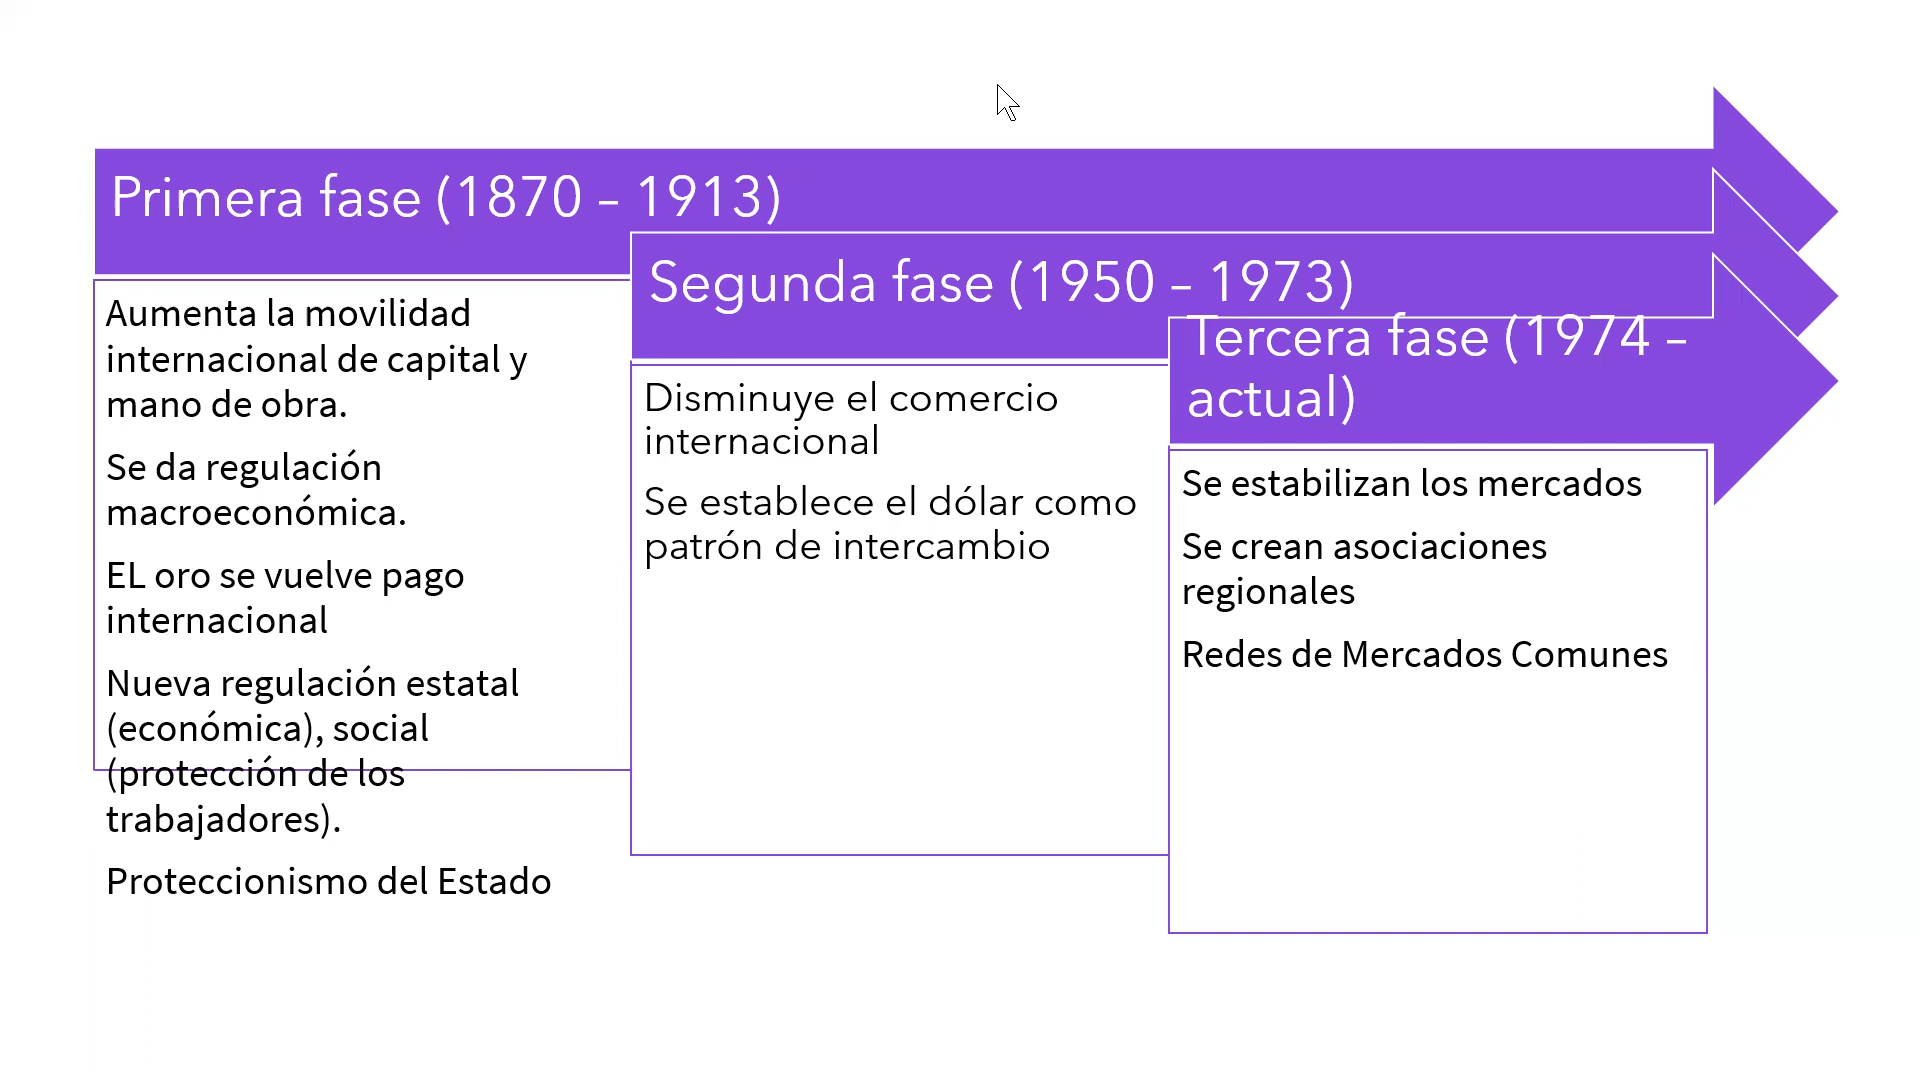 Primera fase (1870 – 1913)
Aumenta la movilidad
internacional de capital y
mano de obra.
Se da regulación
macroeconómica.
EL oro se vuelve pago
internacional
Nueva regulación estatal
(económica), social
(protección de los
trabajadores).
Proteccionismo del Estado
Segunda fase (1950 – 1973)
Disminuye el comercio
internacional
Se establece el dólar como
patrón de intercambio
Tercera fase (1974 –
actual)
Se estabilizan los mercados
Se crean asociaciones
regionales
Redes de Mercados Comunes